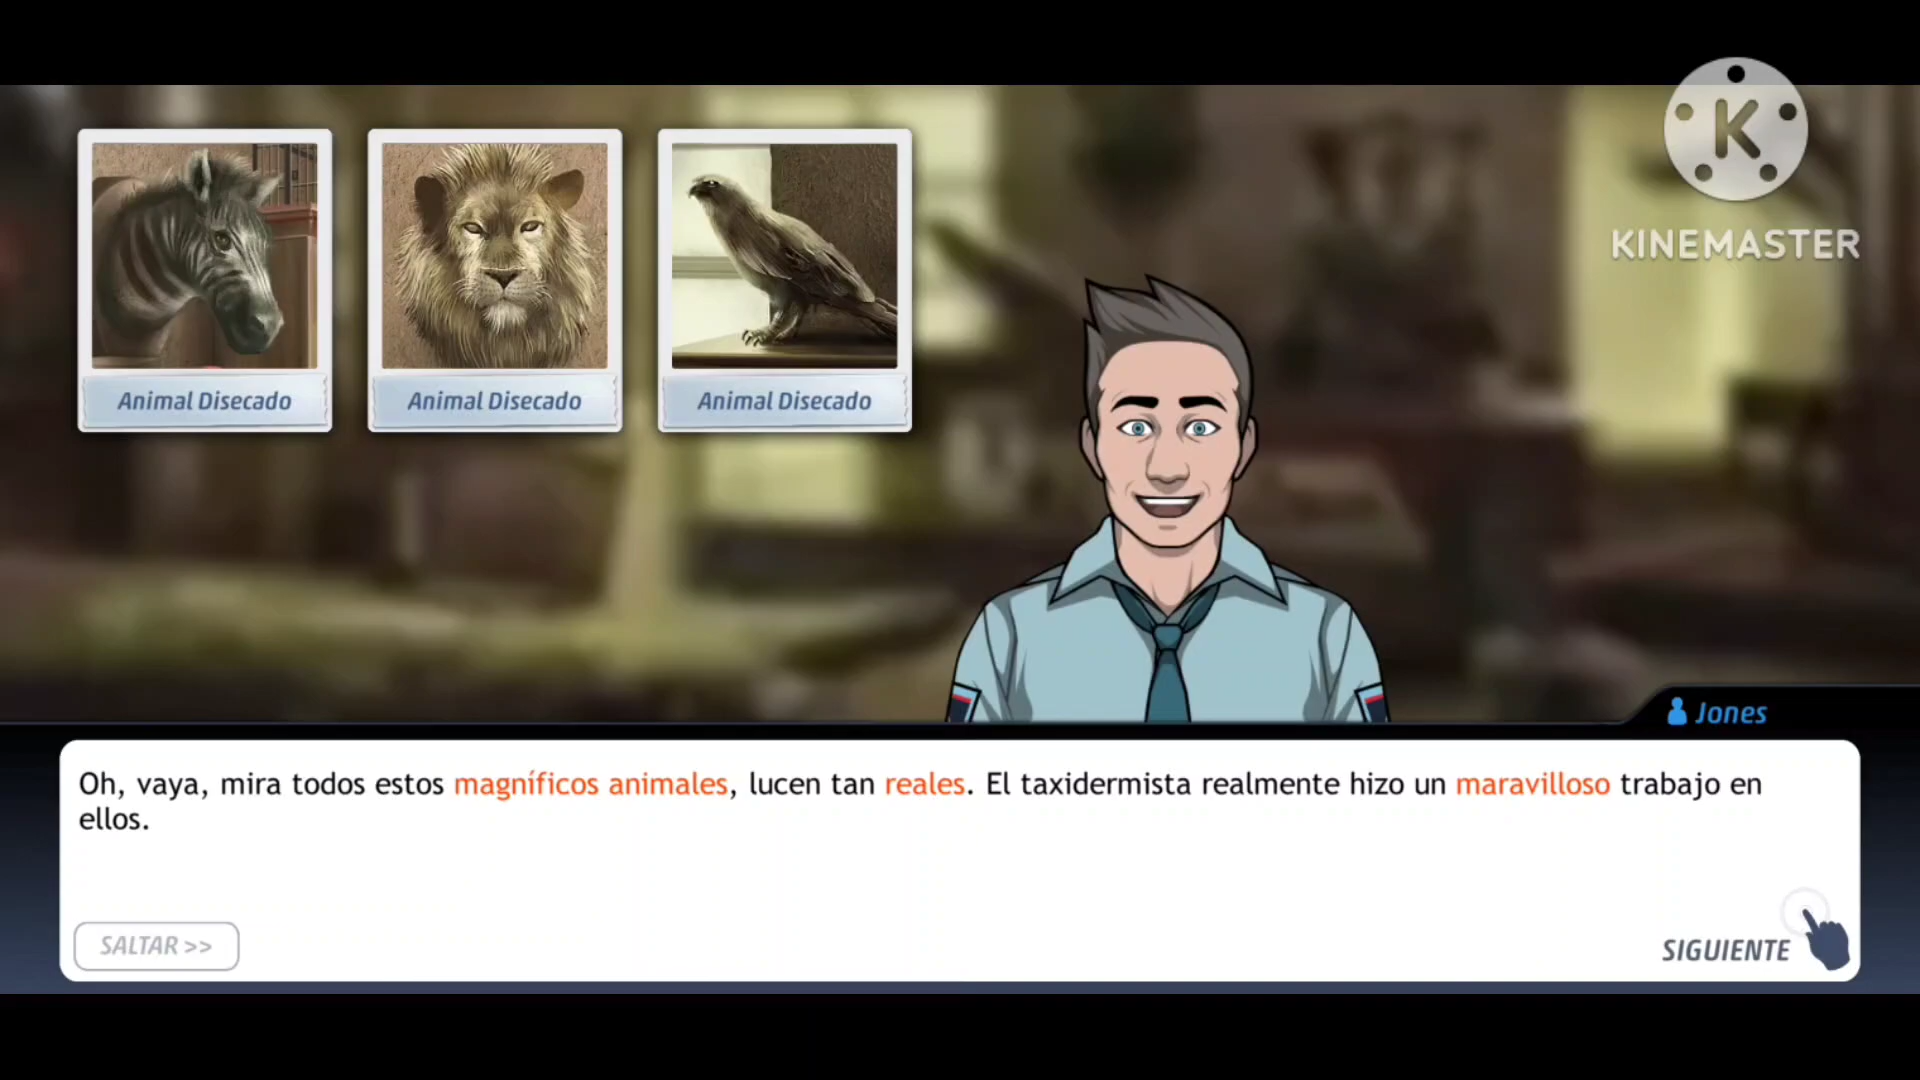 K
KINEMASTER
Animal Disecado
Animal Disecado
Animal Disecado
Jones
Oh, vaya, mira todos estos magníficos animales, lucen tan reales. El taxidermista realmente hizo un maravilloso trabajo en
ellos.
SALTAR >>
SIGUIENTE